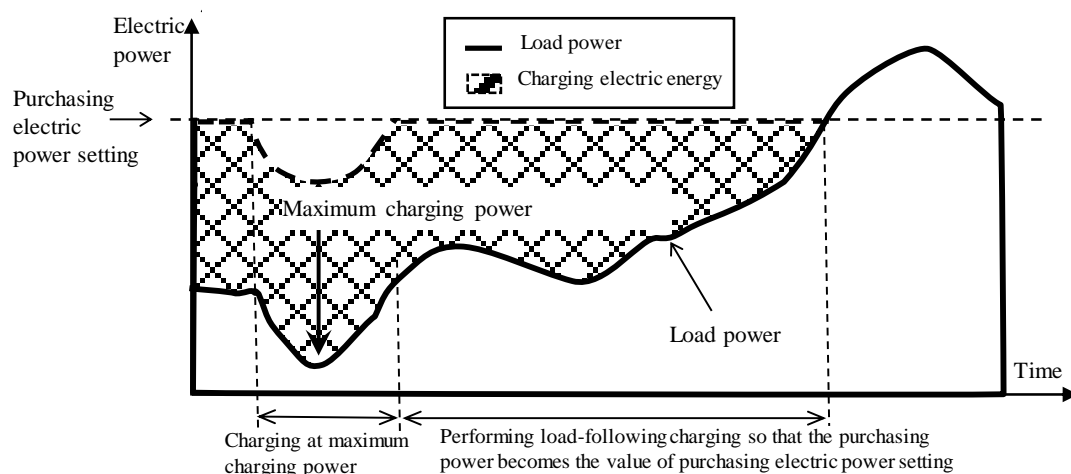 Electric
power
Load power
Charging electric energy
Purchasing
electric
power setting
Maximum charging power
Load power
Time
Charging at maximum
charging power
Performing load-following charging so that the purchasing
power becomes the value of purchasing electric power setting